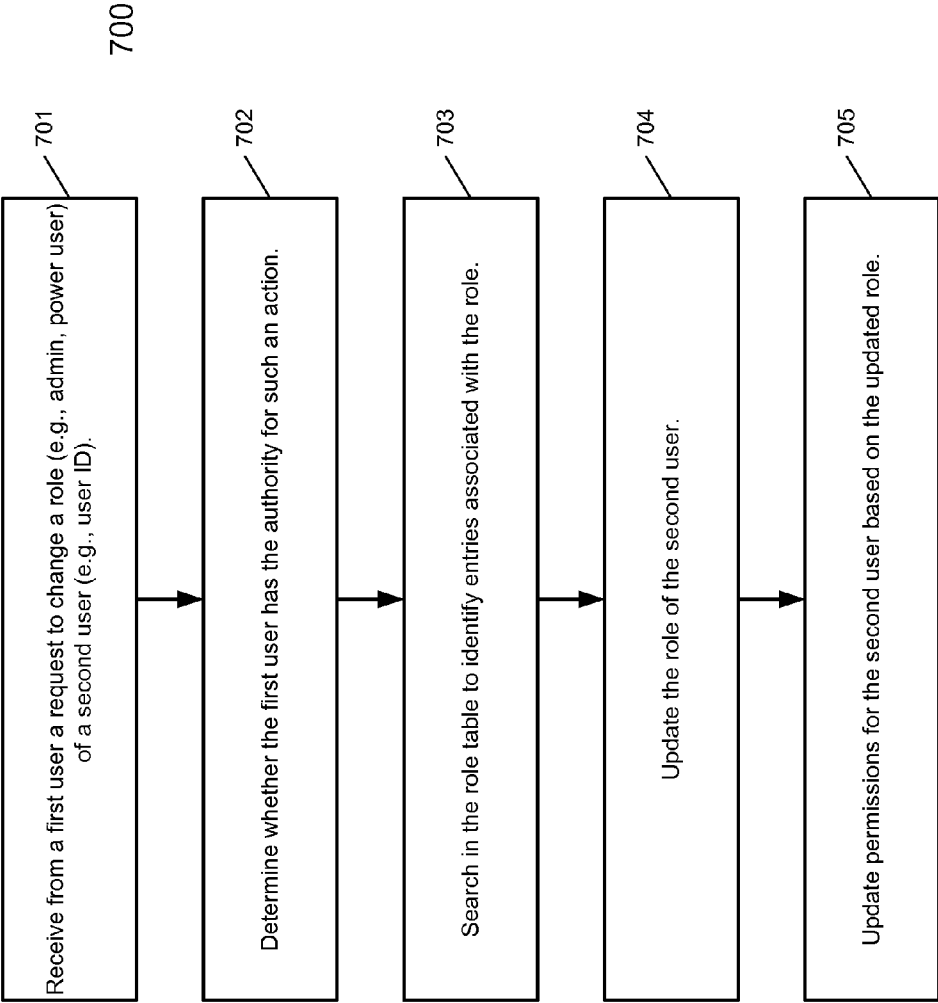 700
701
Receive from a first user a request to change a role (e.g., admin, power user)
of a second user (e.g., user ID).
702
Determine whether the first user has the authority for such an action.
703
Search in the role table to identify entries associated with the role.
704
Update the role of the second user.
705
Update permissions for the second user based on the updated role.